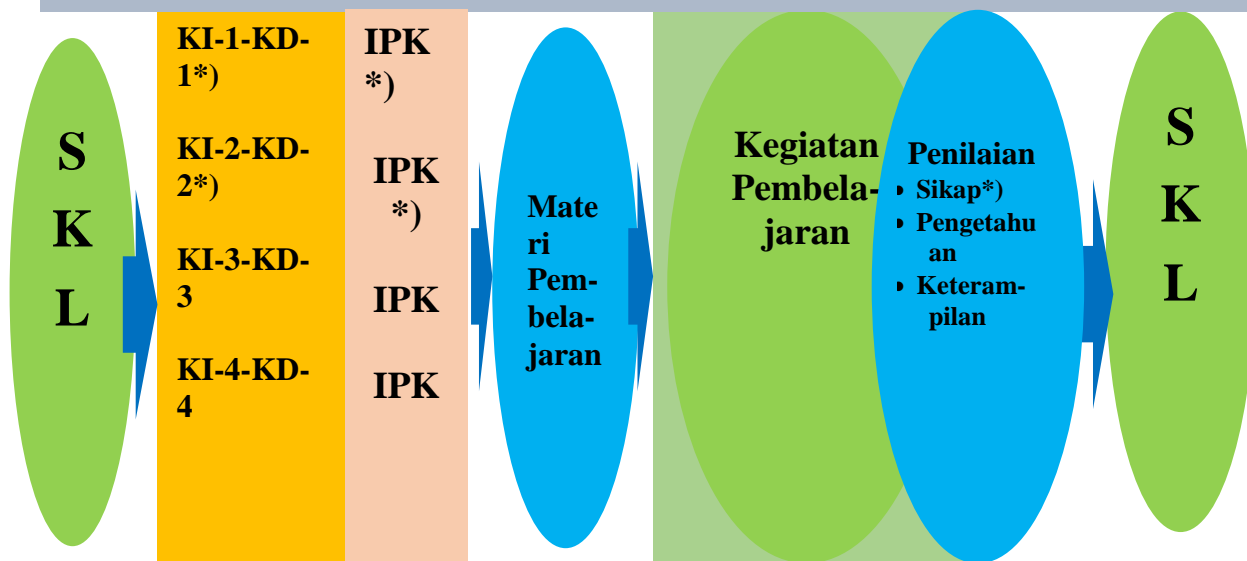 S
K
L
KI-1-KD-
1*)
KI-2-KD-
2*)
KI-3-KD-
3
KI-4-KD-
4
IPK
*)
IPK
*)
IPK
IPK
Mate
ri
Pem-
bela-
jaran
Kegiatan
Pembela-
jaran
Penilaian
• Sikap*)
• Pengetahu
an
• Keteram-
pilan
S
K
L